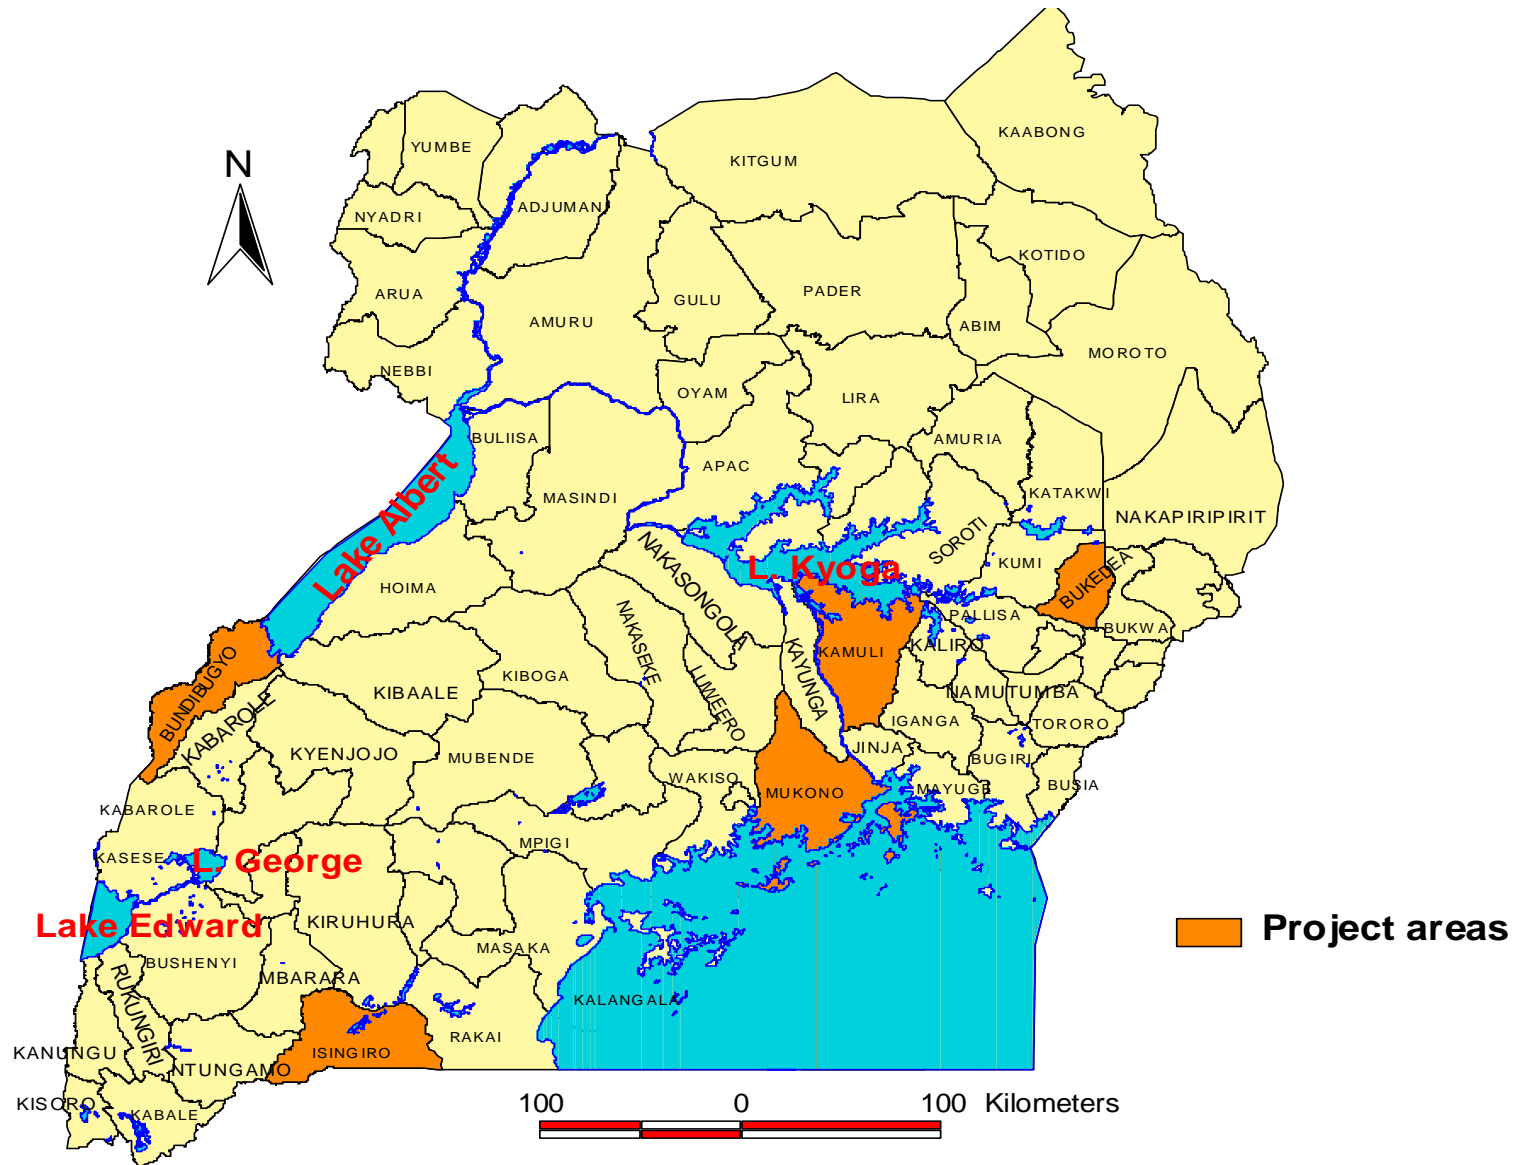 KAABONG
YUMBE
KITGUM
N
ADJUMAN
NYADRI
KOTIDO
ARUA
GULU
PADER
AMURU
ABIM
MOROTO
NEBBI
OYAM
LIRA
BULIISA
AMURIA
APAC
MASINDI
KATAKWI
NAKAPIRIPIRIT
Lake Albert
SOROTI
NAKASONGOLA
L. Kyoga
KUMI
BUKEDEA
HOIMA
PALLISA
BUKWA
NAKASEKE
KALIRO
KAMULI
BUNDIBUGYO
KIBOGA
KAYUNGA
KIBAALE
LUWEERO
NAMUTUMBA
KABAROLE
IGANGA
TORORO
KYENJOJO
JINJA
MUBENDE
BUGIRI
WAKISO
MUKONO
MAYUGE
BUSIA
KABAROLE
MPIGI
KASESE
L. George
Lake Edward
KIRUHURA
Project areas
MASAKA
BUSHENYI
MBARARA
RUKUNGIRI
KALANGALA
RAKAI
KANUNGU
ISINGIRO
NTUNGAMO
KISORO
KABALE
100 0 100 Kilometers